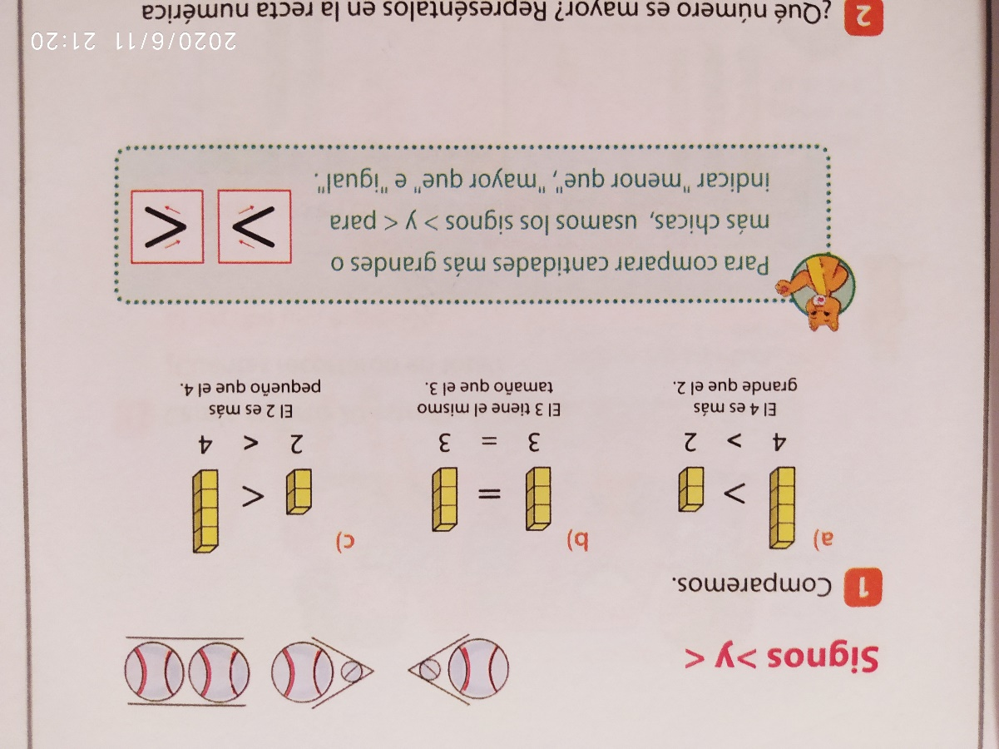 Signos >y <
1 Comparemos.
a) b) c)
> = <
4 > 2
El 4 es más
grande que el 2.
3 = 3
El 3 tiene el mismo
tamaño que el 3.
2 < 4
El 2 es más
pequeño que el 4.
Para comparar cantidades más grandes o
más chicas, usamos los signos > y < para
indicar "menor que", "mayor que" e "igual".
> <
2 ¿Qué número es mayor? Represéntalos en la recta numérica
2020/6/11 21:20